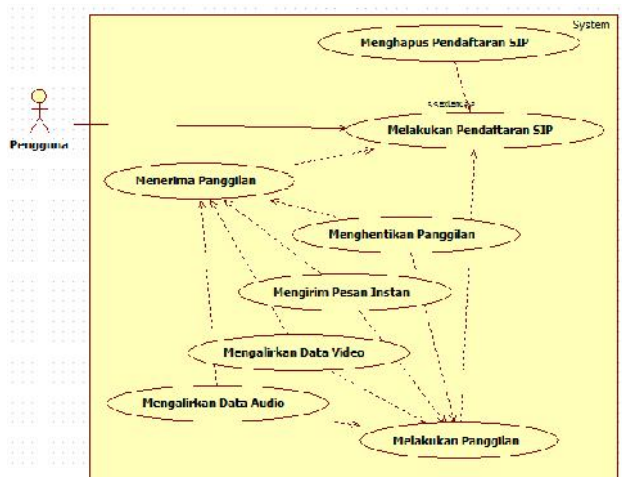 System
Menghapus Pendaftaran SIP
<<extend>>
Melakukan Pendaftaran SIP
Pengguna
Menerima Panggilan
Menghentikan Panggilan
Mengirim Pesan Instan
Mengalirkan Data Video
Mengalirkan Data Audio
Melakukan Panggilan